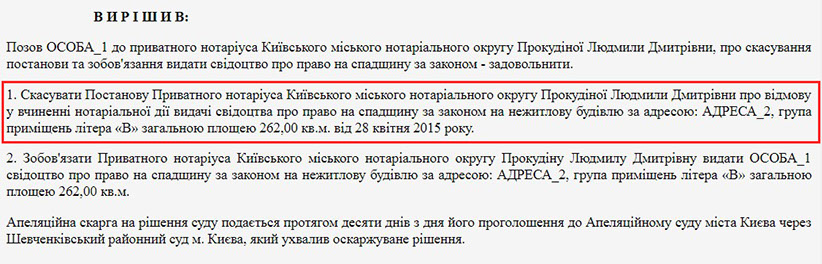 В И Р І Ш И В:
Позов ОСОБА_1 до приватного нотаріуса Київського міського нотаріального округу Прокудіної Людмили Дмитрівни, про скасування
постанови та зобов'язання видати свідоцтво про право на спадщину за законом - задовольнити.
1. Скасувати Постанову Приватного нотаріуса Київського міського нотаріального округу Прокудіної Людмили Дмитрівни про відмову
у вчиненні нотаріальної дії видачі свідоцтва про право на спадщину за законом на нежитлову будівлю за адресою: АДРЕСА_2, група
приміщень літера «В» загальною площею 262,00 кв.м. від 28 квітня 2015 року.
2. Зобов'язати Приватного нотаріуса Київського міського нотаріального округу Прокудіну Людмилу Дмитрівну видати ОСОБА_1
свідоцтво про право на спадщину за законом на нежитлову будівлю за адресою: АДРЕСА_2, група приміщень літера «В» загальною
площею 262,00 кв.м.
Апеляційна скарга на рішення суду подається протягом десяти днів з дня його проголошення до Апеляційному суду міста Києва через
Шевченківський районний суд м. Києва, який ухвалив оскаржуване рішення.